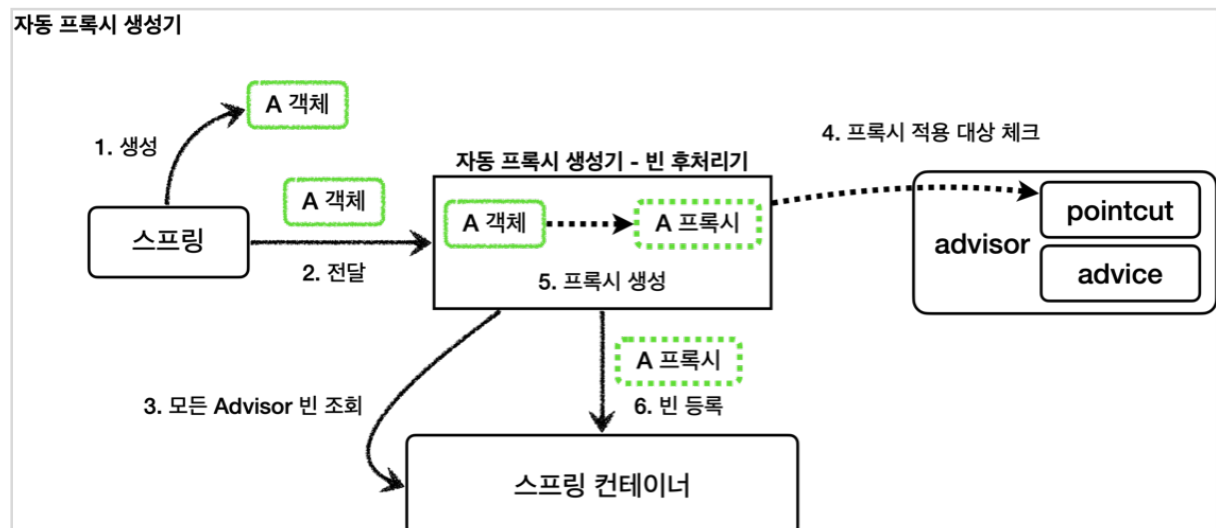 자동 프록시 생성기
A 객체
1. 생성
4. 프록시 적용 대상 체크
자동 프록시 생성기 - 빈 후처리기
A 객체
스프링
2. 전달
A 객체
A 프록시
5. 프록시 생성
advisor
pointcut
advice
3. 모든 Advisor 빈 조회
A 프록시
6. 빈 등록
스프링 컨테이너